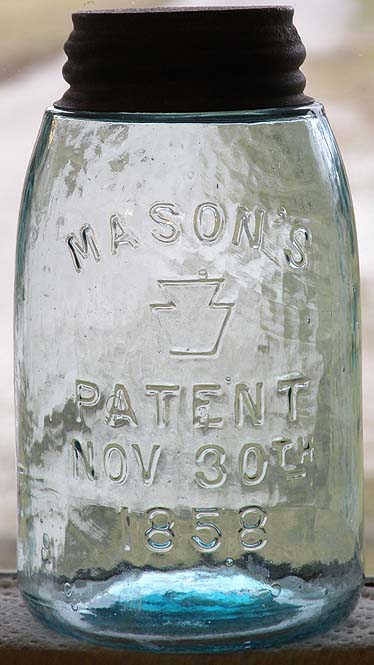 MASON'S
PATENT
NOV 30TH
1858